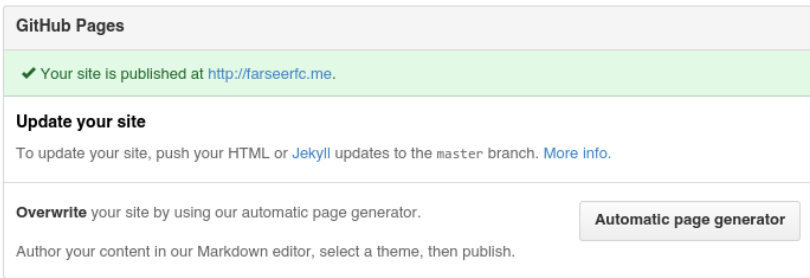 GitHub Pages
✔ Your site is published at http://farseerfc.me.
Update your site
To update your site, push your HTML or Jekyll updates to the master branch. More info.
Overwrite your site by using our automatic page generator.
Automatic page generator
Author your content in our Markdown editor, select a theme, then publish.